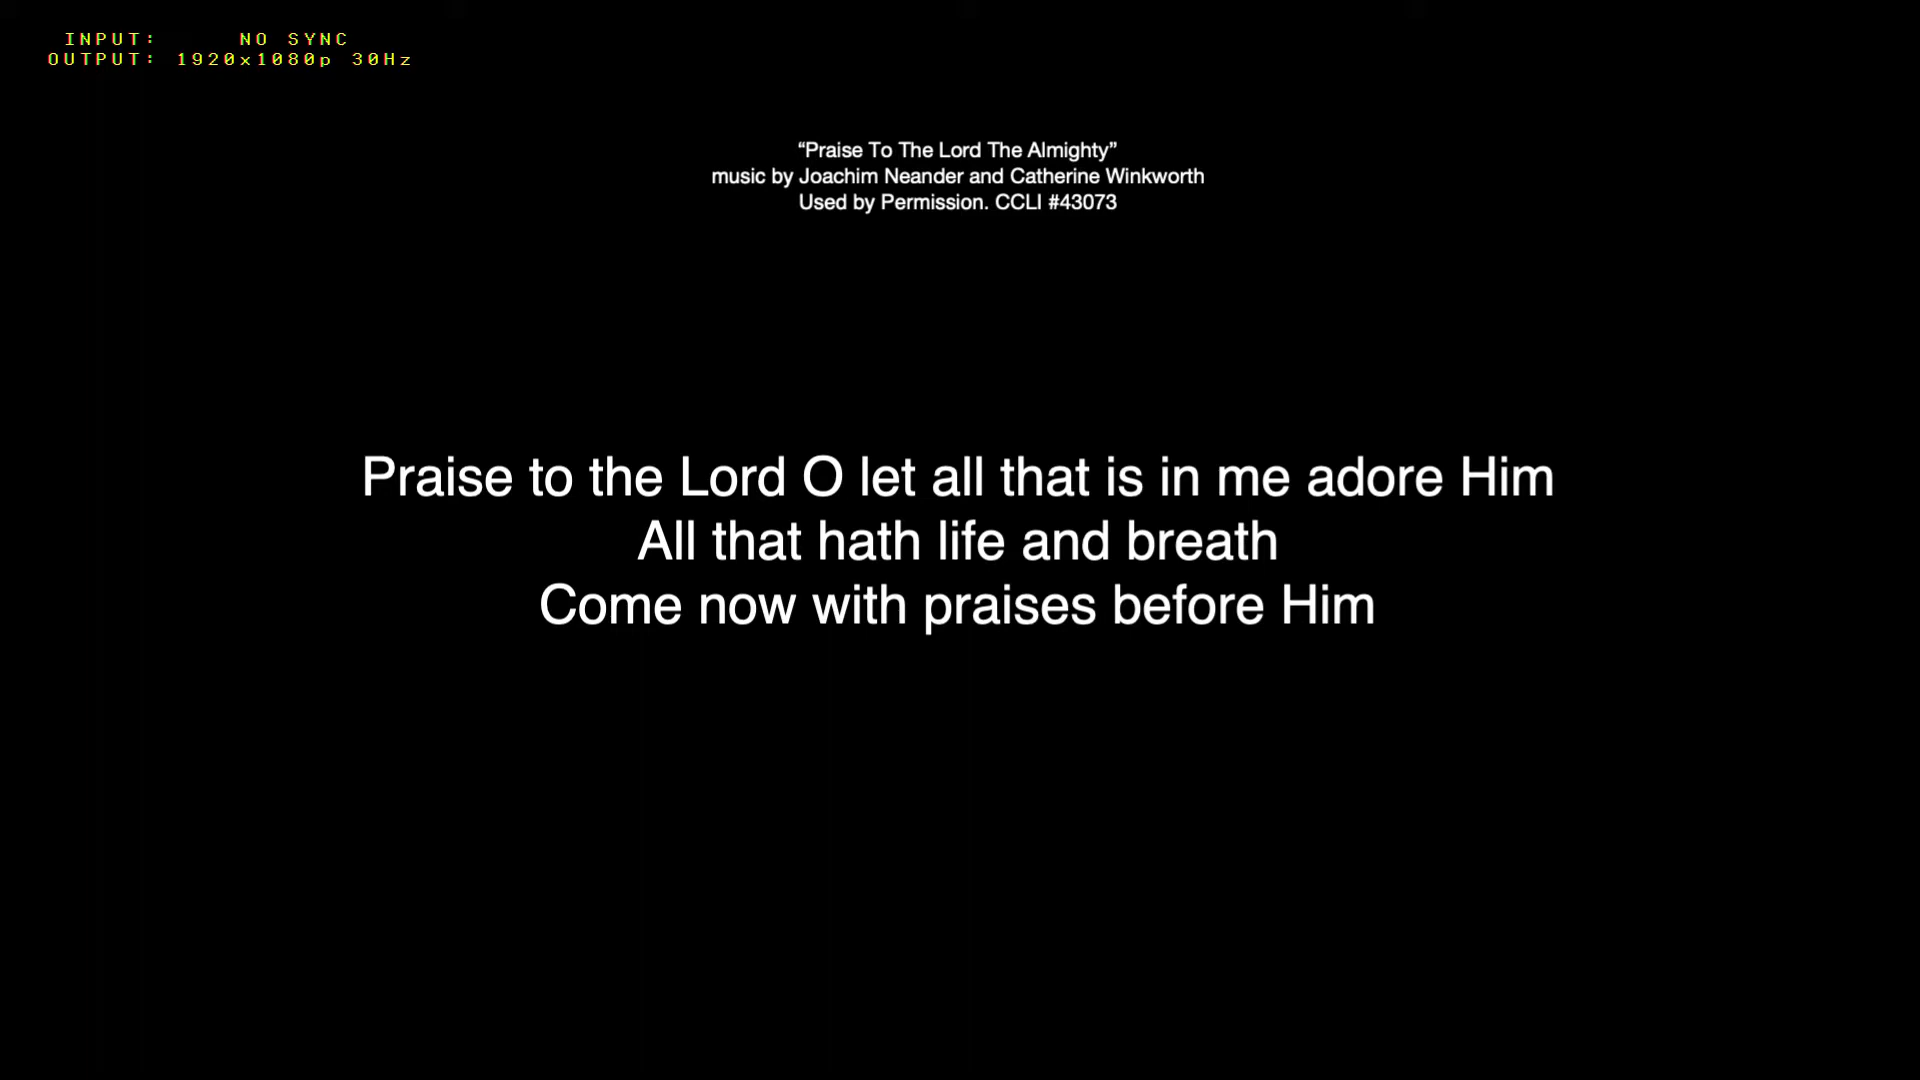 INPUT: NO SYNC
OUTPUT: 1920x1080p 30Hz
“Praise To The Lord The Almighty”
music by Joachim Neander and Catherine Winkworth
Used by Permission. CCLI #43073
Praise to the Lord O let all that is in me adore Him
All that hath life and breath
Come now with praises before Him